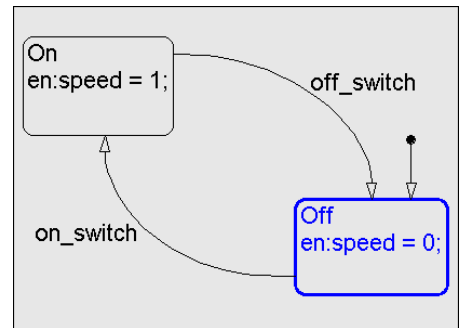 On
en:speed = 1;
off_switch
on_switch
Off
en:speed = 0;